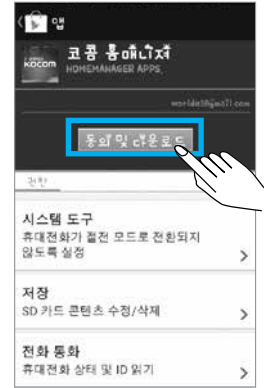 앱
KOCOM
코콤 홈매니저
HOMEMANAGER APPS.
동의 및 다운로드
권한
시스템 도구
휴대전화가 절전 모드로 전환되지
않도록 설정
저장
SD 카드 콘텐츠 수정/삭제
전화 통화
휴대전화 상태 및 ID 읽기